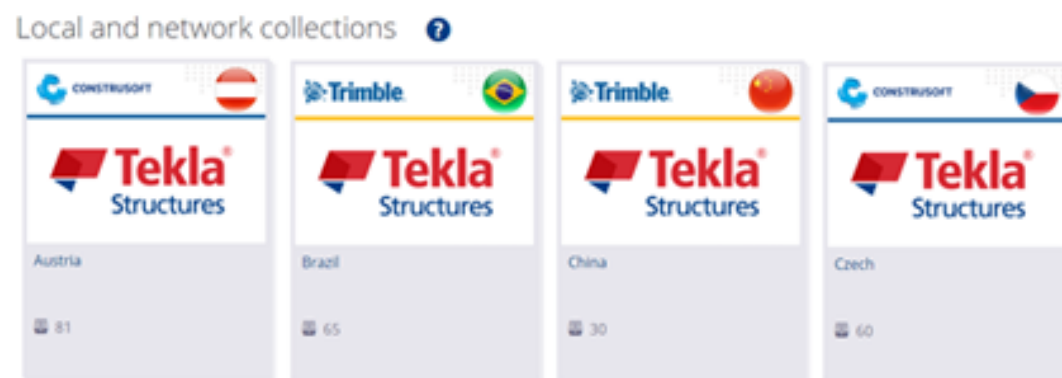 Local and network collections ?
CONSTRUSOFT
Tekla®
Structures
Austria
81
Trimble
Tekla®
Structures
Brazil
65
Trimble
Tekla®
Structures
China
30
CONSTRUSOFT
Tekla®
Structures
Czech
60